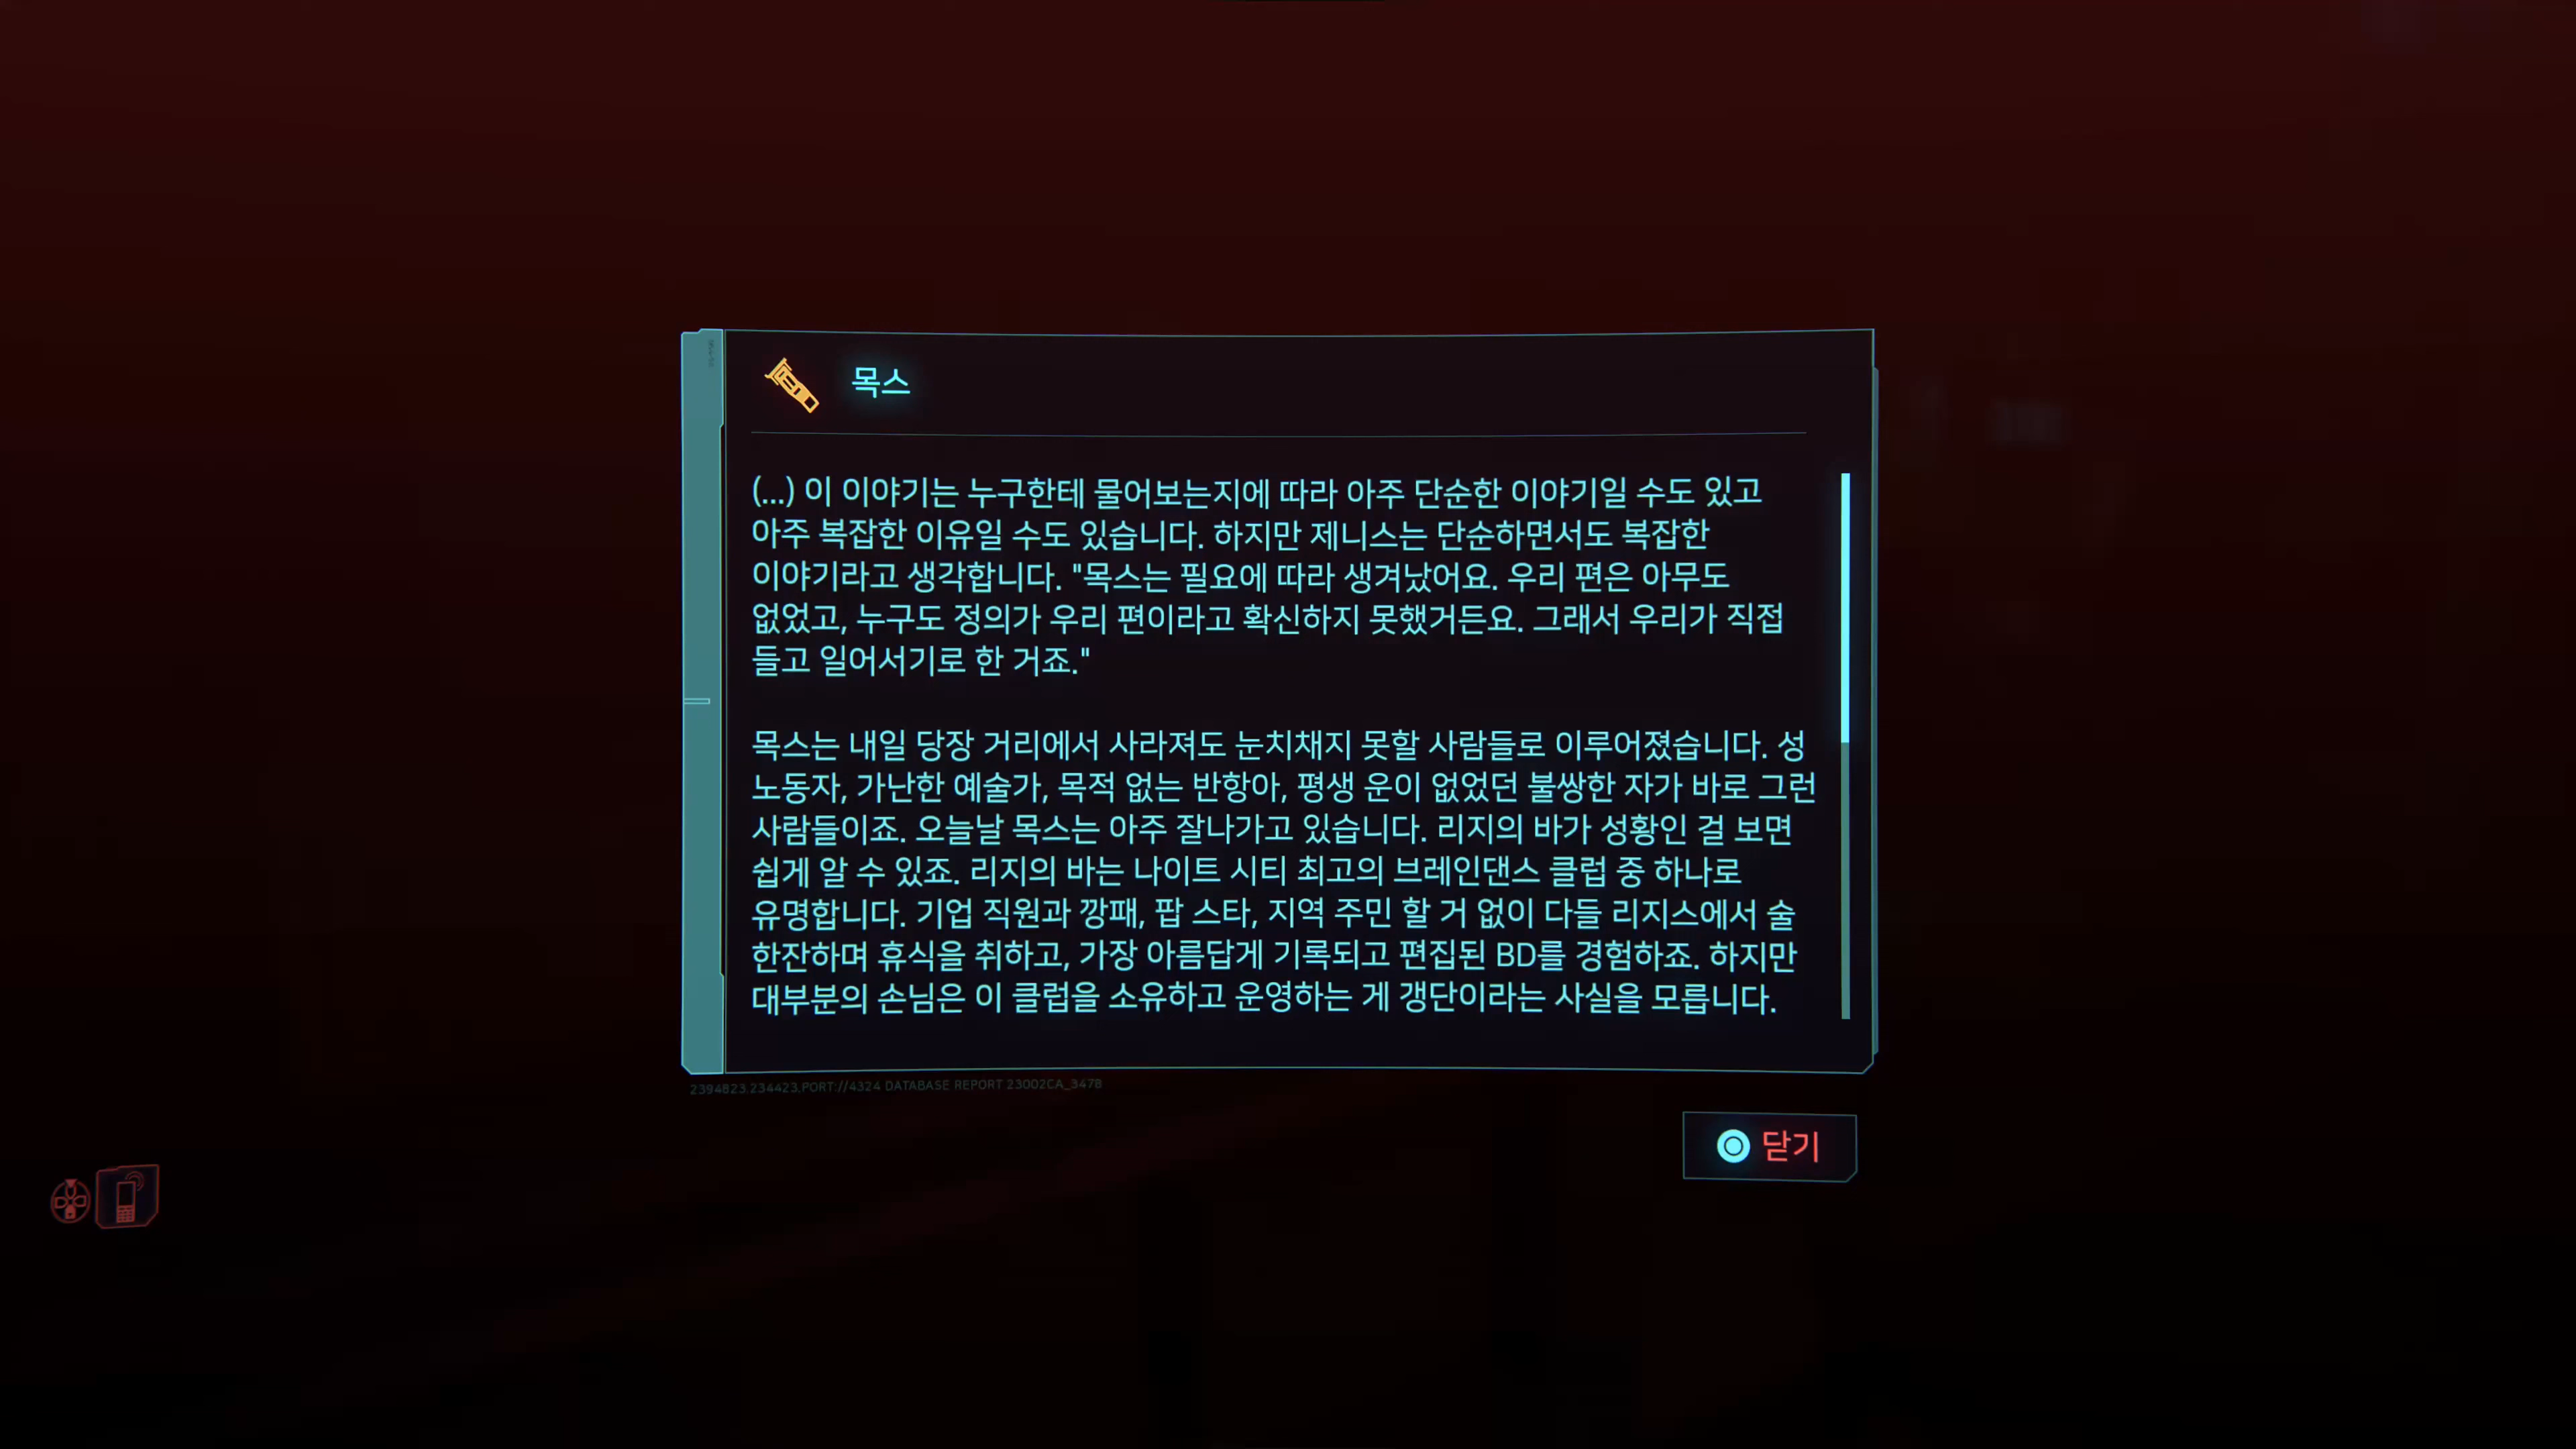 목스
(...) 이 이야기는 누구한테 물어보는지에 따라 아주 단순한 이야기일 수도 있고
아주 복잡한 이유일 수도 있습니다. 하지만 제니스는 단순하면서도 복잡한
이야기라고 생각합니다. "목스는 필요에 따라 생겨났어요. 우리 편은 아무도
없었고, 누구도 정의가 우리 편이라고 확신하지 못했거든요. 그래서 우리가 직접
들고 일어서기로 한 거죠."
목스는 내일 당장 거리에서 사라져도 눈치채지 못할 사람들로 이루어졌습니다. 성
노동자, 가난한 예술가, 목적 없는 반항아, 평생 운이 없었던 불쌍한 자가 바로 그런
사람들이죠. 오늘날 목스는 아주 잘나가고 있습니다. 리지의 바가 성황인 걸 보면
쉽게 알 수 있죠. 리지의 바는 나이트 시티 최고의 브레인댄스 클럽 중 하나로
유명합니다. 기업 직원과 깡패, 팝 스타, 지역 주민 할 거 없이 다들 리지스에서 술
한잔하며 휴식을 취하고, 가장 아름답게 기록되고 편집된 BD를 경험하죠. 하지만
대부분의 손님은 이 클럽을 소유하고 운영하는 게 갱단이라는 사실을 모릅니다.
2394823.234423.PORT://4324 DATABASE REPORT 23002CA_3478
닫기